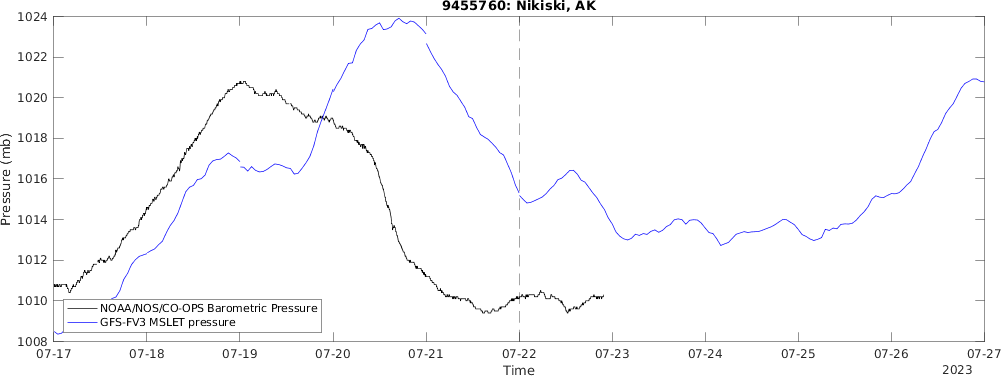 9455760: Nikiski, AK
1024
1022
1020
1018
1016
1014
1012
1010
1008
Pressure (mb)
NOAA/NOS/CO-OPS Barometric Pressure
GFS-FV3 MSLET pressure
07-17 07-18 07-19 07-20 07-21 07-22 07-23 07-24 07-25 07-26 07-27
Time
2023